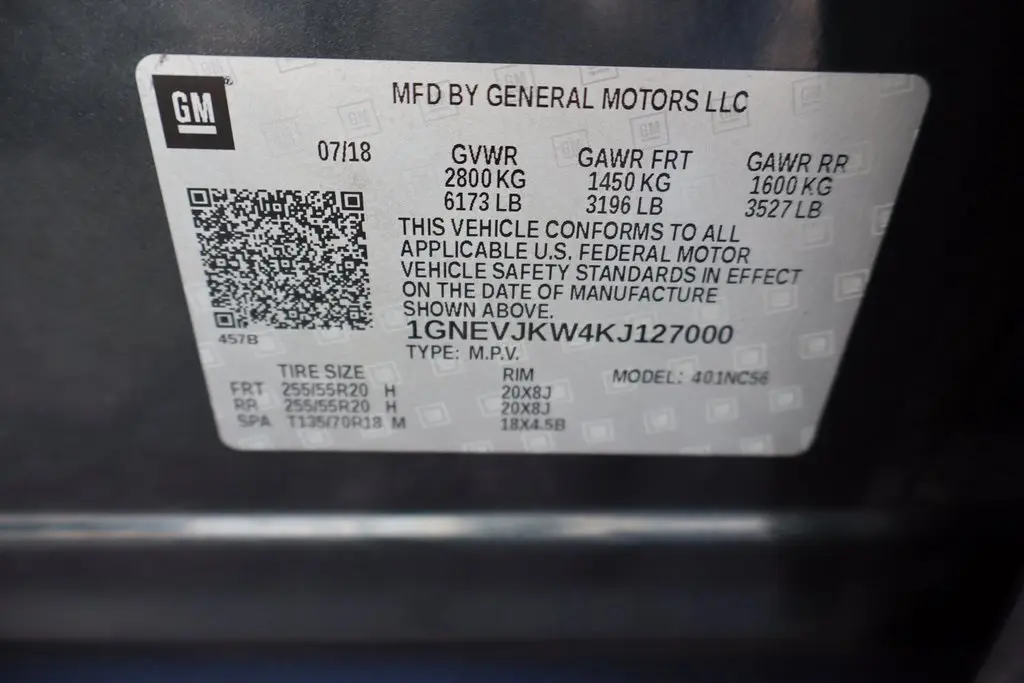 GM
MFD BY GENERAL MOTORS LLC
07/18 GVWR GAWR FRT GAWR RR
2800 KG 1450 KG 1600 KG
6173 LB 3196 LB 3527 LB
THIS VEHICLE CONFORMS TO ALL
APPLICABLE U.S. FEDERAL MOTOR
VEHICLE SAFETY STANDARDS IN EFFECT
ON THE DATE OF MANUFACTURE
SHOWN ABOVE.
457B
1GNEVJKW4KJ127000
TYPE: M.P.V.
TIRE SIZE RIM MODEL: 401NC56
FRT 255/55R20 H 20X8J
RR 255/55R20 H 20X8J
SPA T135/70R18 M 18X4.5B